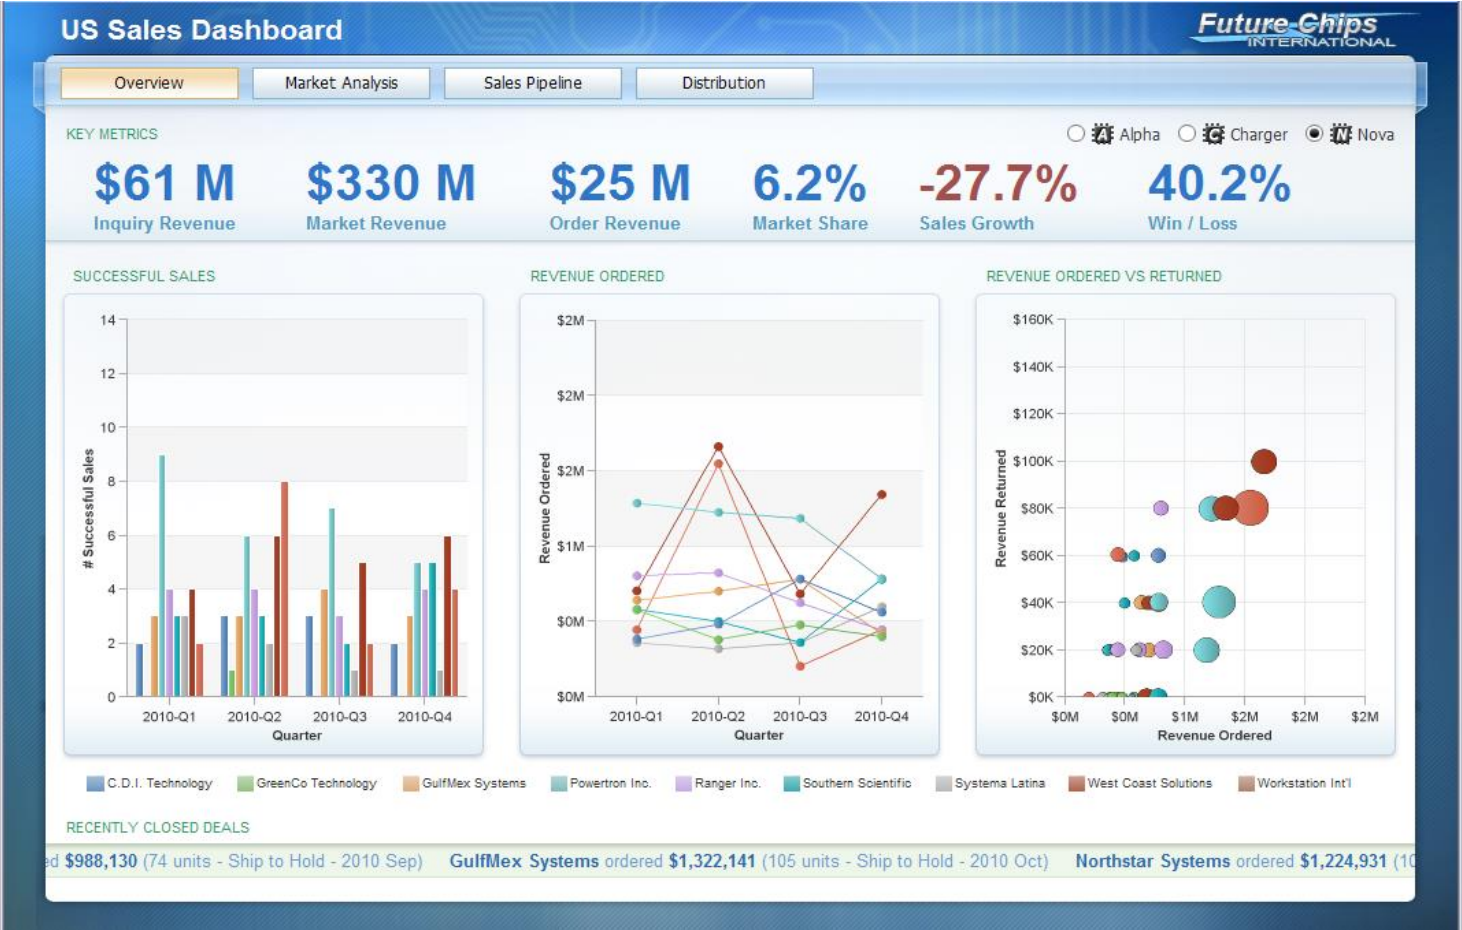 US Sales Dashboard
Future Chips
INTERNATIONAL
Overview Market Analysis Sales Pipeline Distribution
KEY METRICS
A Alpha C Charger N Nova
$61 M $330 M $25 M 6.2% -27.7% 40.2%
Inquiry Revenue Market Revenue Order Revenue Market Share Sales Growth Win / Loss
SUCCESSFUL SALES
14
12
10
8
6
4
2
0
# Successful Sales
2010-Q1 2010-Q2 2010-Q3 2010-Q4
Quarter
REVENUE ORDERED
$2M
$2M
$2M
$1M
$0M
$0M
Revenue Ordered
2010-Q1 2010-Q2 2010-Q3 2010-Q4
Quarter
REVENUE ORDERED VS RETURNED
$160K
$140K
$120K
$100K
$80K
$60K
$40K
$20K
$0K
Revenue Returned
$0M $0M $1M $2M $2M $2M
Revenue Ordered
C.D.I. Technology GreenCo Technology GulfMex Systems Powertron Inc. Ranger Inc. Southern Scientific Systema Latina West Coast Solutions Workstation Int'l
RECENTLY CLOSED DEALS
ed $988,130 (74 units - Ship to Hold - 2010 Sep) GulfMex Systems ordered $1,322,141 (105 units - Ship to Hold - 2010 Oct) Northstar Systems ordered $1,224,931 (10